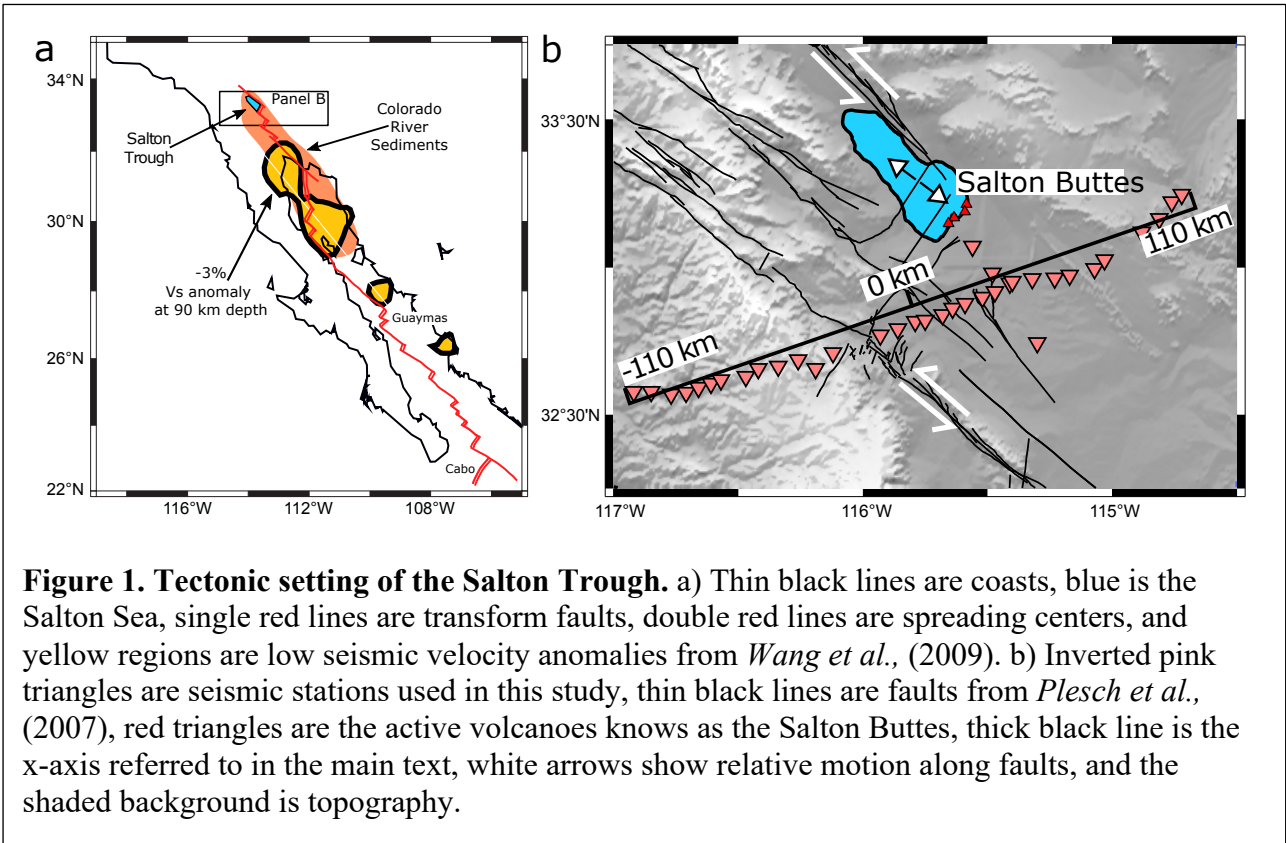 a
34°N
30°N
26°N
22°N
116°W
112°W
108°W
Panel B
Salton
Trough
Colorado
River
Sediments
-3%
Vs anomaly
at 90 km depth
Guaymas
Cabo
b
33°30'N
32°30'N
117°W
116°W
115°W
Salton Buttes
110 km
0 km
-110 km
Figure 1. Tectonic setting of the Salton Trough. a) Thin black lines are coasts, blue is the
Salton Sea, single red lines are transform faults, double red lines are spreading centers, and
yellow regions are low seismic velocity anomalies from Wang et al., (2009). b) Inverted pink
triangles are seismic stations used in this study, thin black lines are faults from Plesch et al.,
(2007), red triangles are the active volcanoes knows as the Salton Buttes, thick black line is the
x-axis referred to in the main text, white arrows show relative motion along faults, and the
shaded background is topography.